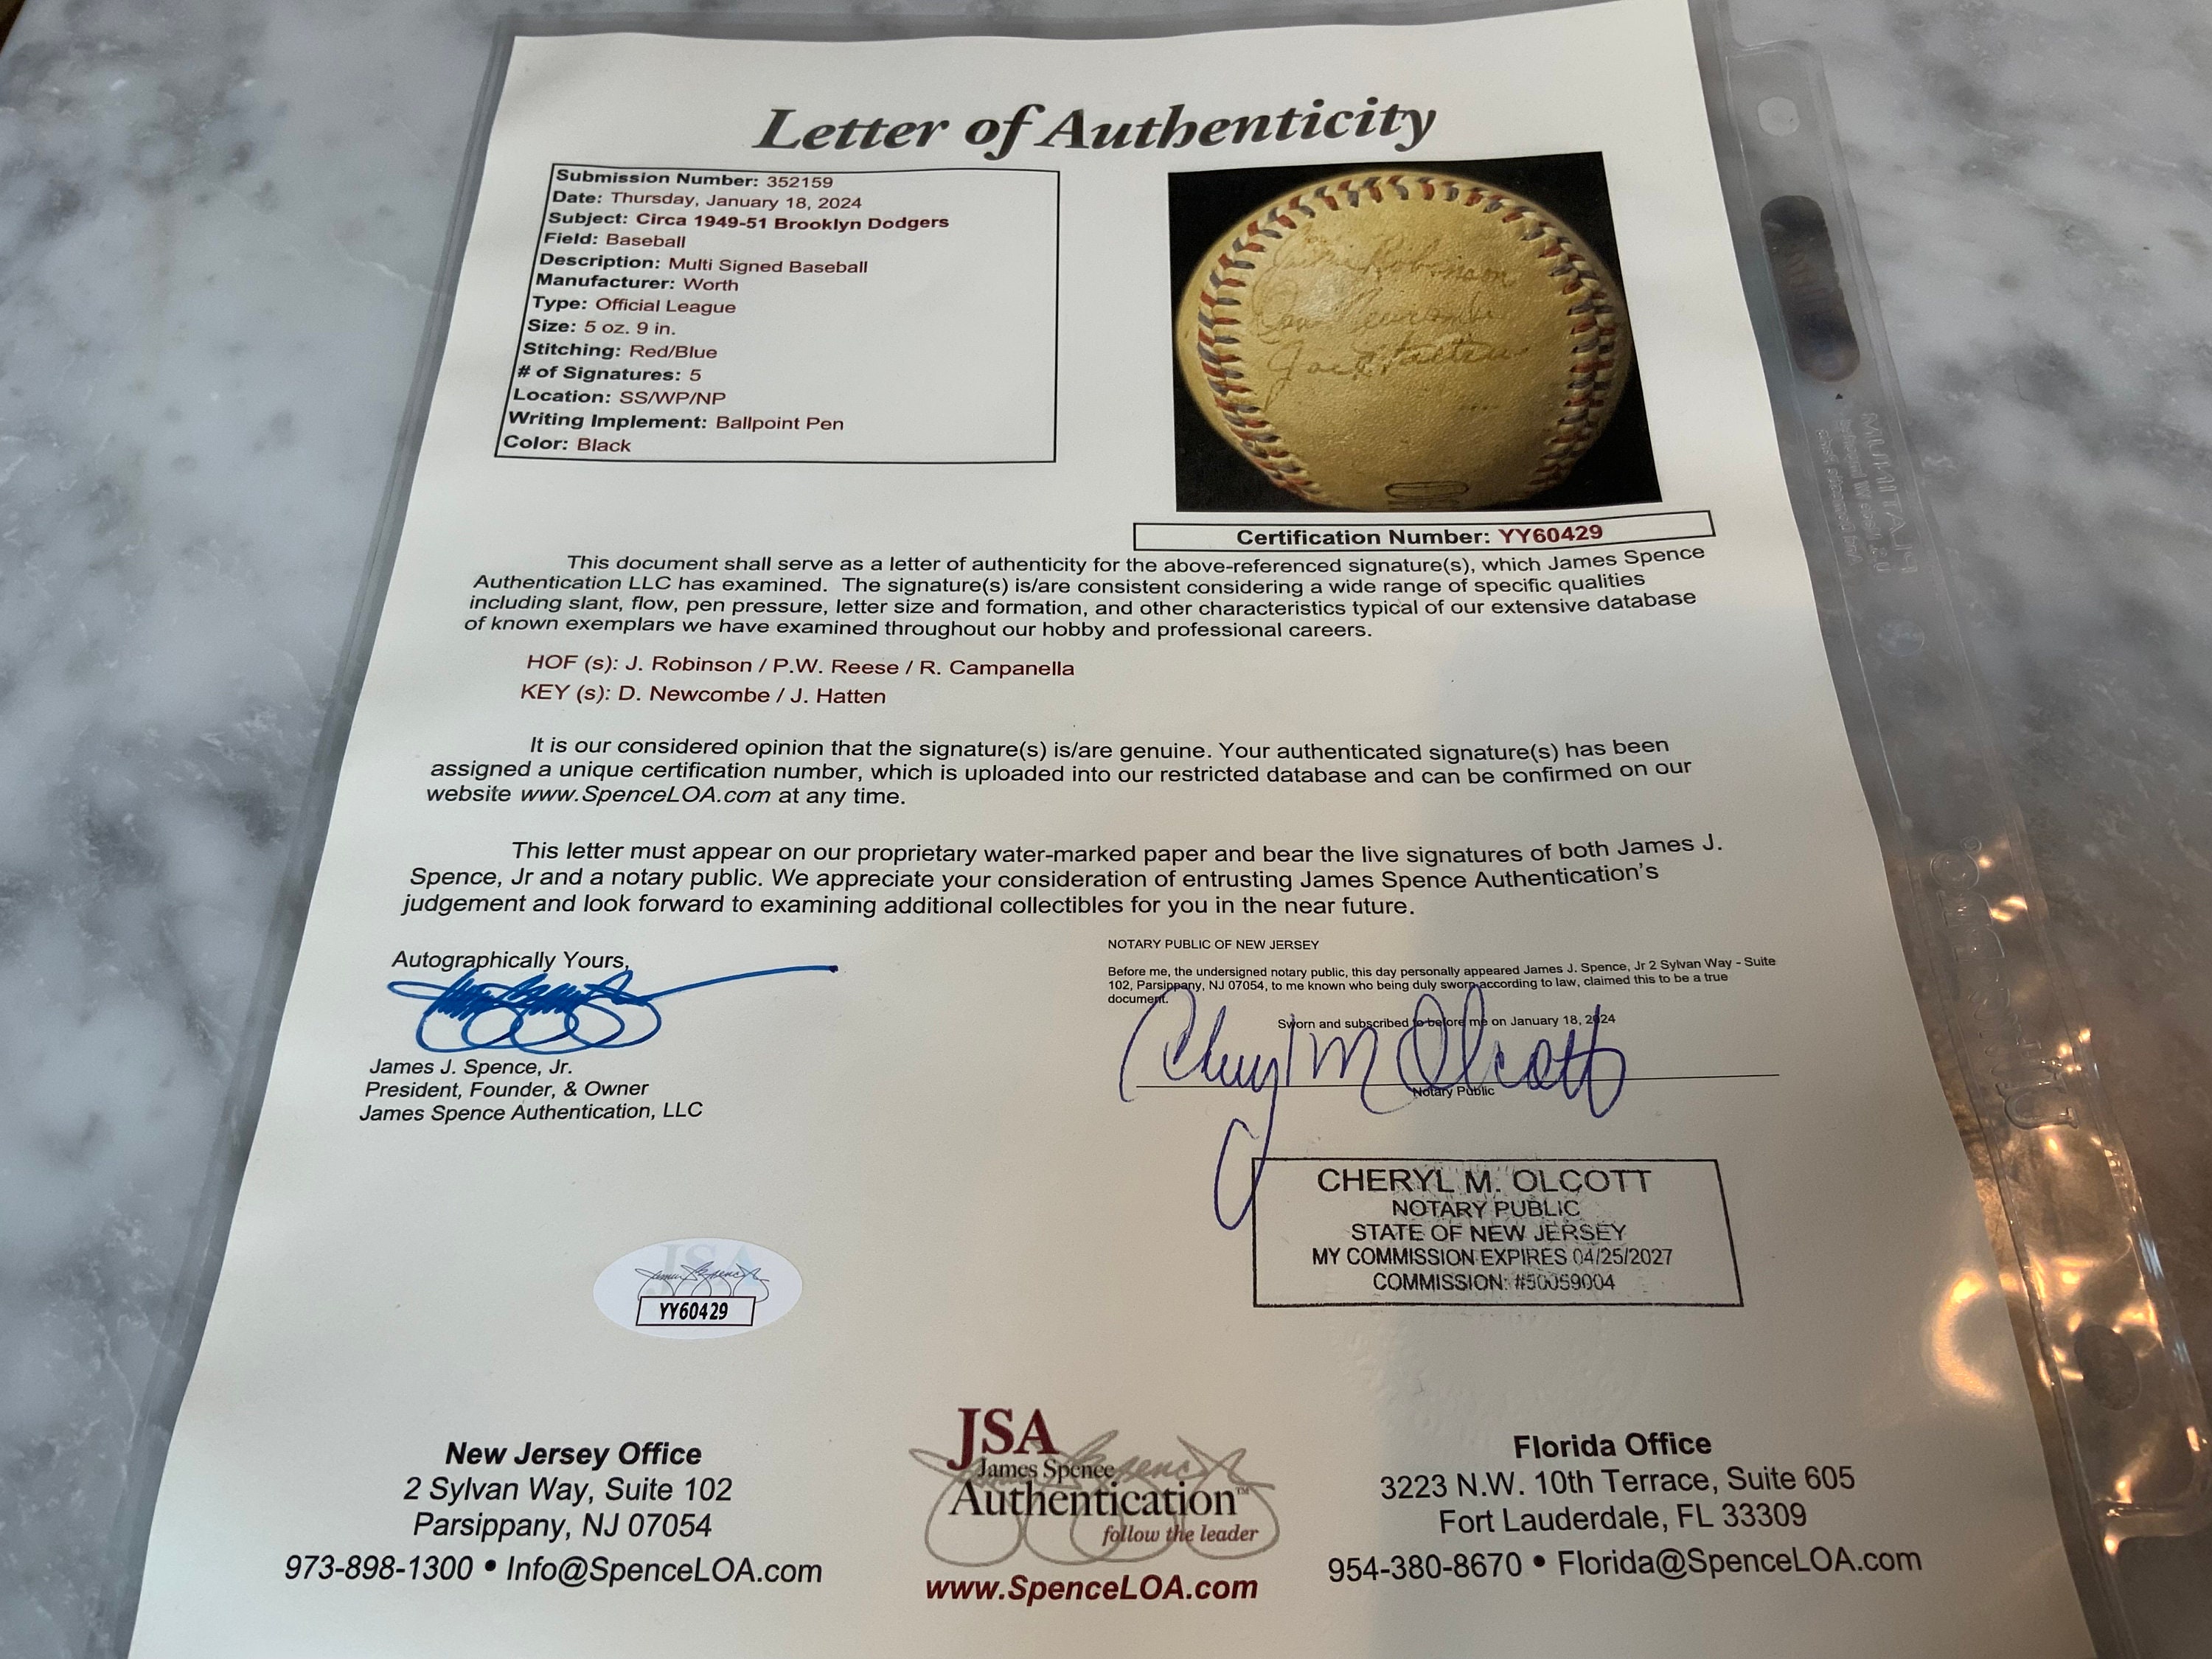 Letter of Authenticity
Submission Number: 352159
Date: Thursday, January 18, 2024
Subject: Circa 1949-51 Brooklyn Dodgers
Field: Baseball
Description: Multi Signed Baseball
Manufacturer: Worth
Type: Official League
Size: 5 oz. 9 in.
Stitching: Red/Blue
# of Signatures: 5
Location: SS/WP/NP
Writing Implement: Ballpoint Pen
Color: Black
Jackie Robinson
Don Newcombe
Joe Hatten
Certification Number: YY60429
This document shall serve as a letter of authenticity for the above-referenced signature(s), which James Spence
Authentication LLC has examined. The signature(s) is/are consistent considering a wide range of specific qualities
including slant, flow, pen pressure, letter size and formation, and other characteristics typical of our extensive database
of known exemplars we have examined throughout our hobby and professional careers.
HOF (s): J. Robinson / P.W. Reese / R. Campanella
KEY (s): D. Newcombe / J. Hatten
It is our considered opinion that the signature(s) is/are genuine. Your authenticated signature(s) has been
assigned a unique certification number, which is uploaded into our restricted database and can be confirmed on our
website www.SpenceLOA.com at any time.
This letter must appear on our proprietary water-marked paper and bear the live signatures of both James J.
Spence, Jr and a notary public. We appreciate your consideration of entrusting James Spence Authentication's
judgement and look forward to examining additional collectibles for you in the near future.
Autographically Yours,
James J. Spence, Jr.
President, Founder, & Owner
James Spence Authentication, LLC
NOTARY PUBLIC OF NEW JERSEY
Before me, the undersigned notary public, this day personally appeared James J. Spence, Jr 2 Sylvan Way - Suite
102, Parsippany, NJ 07054, to me known who being duly sworn according to law, claimed this to be a true
document.
Sworn and subscribed to before me on January 18, 2024
Cheryl M Olcott
Notary Public
CHERYL M. OLCOTT
NOTARY PUBLIC
STATE OF NEW JERSEY
MY COMMISSION EXPIRES 04/25/2027
COMMISSION: #50059004
JSA
YY60429
New Jersey Office
2 Sylvan Way, Suite 102
Parsippany, NJ 07054
973-898-1300 • Info@SpenceLOA.com
JSA
James Spence
Authentication™
follow the leader
www.SpenceLOA.com
Florida Office
3223 N.W. 10th Terrace, Suite 605
Fort Lauderdale, FL 33309
954-380-8670 • Florida@SpenceLOA.com